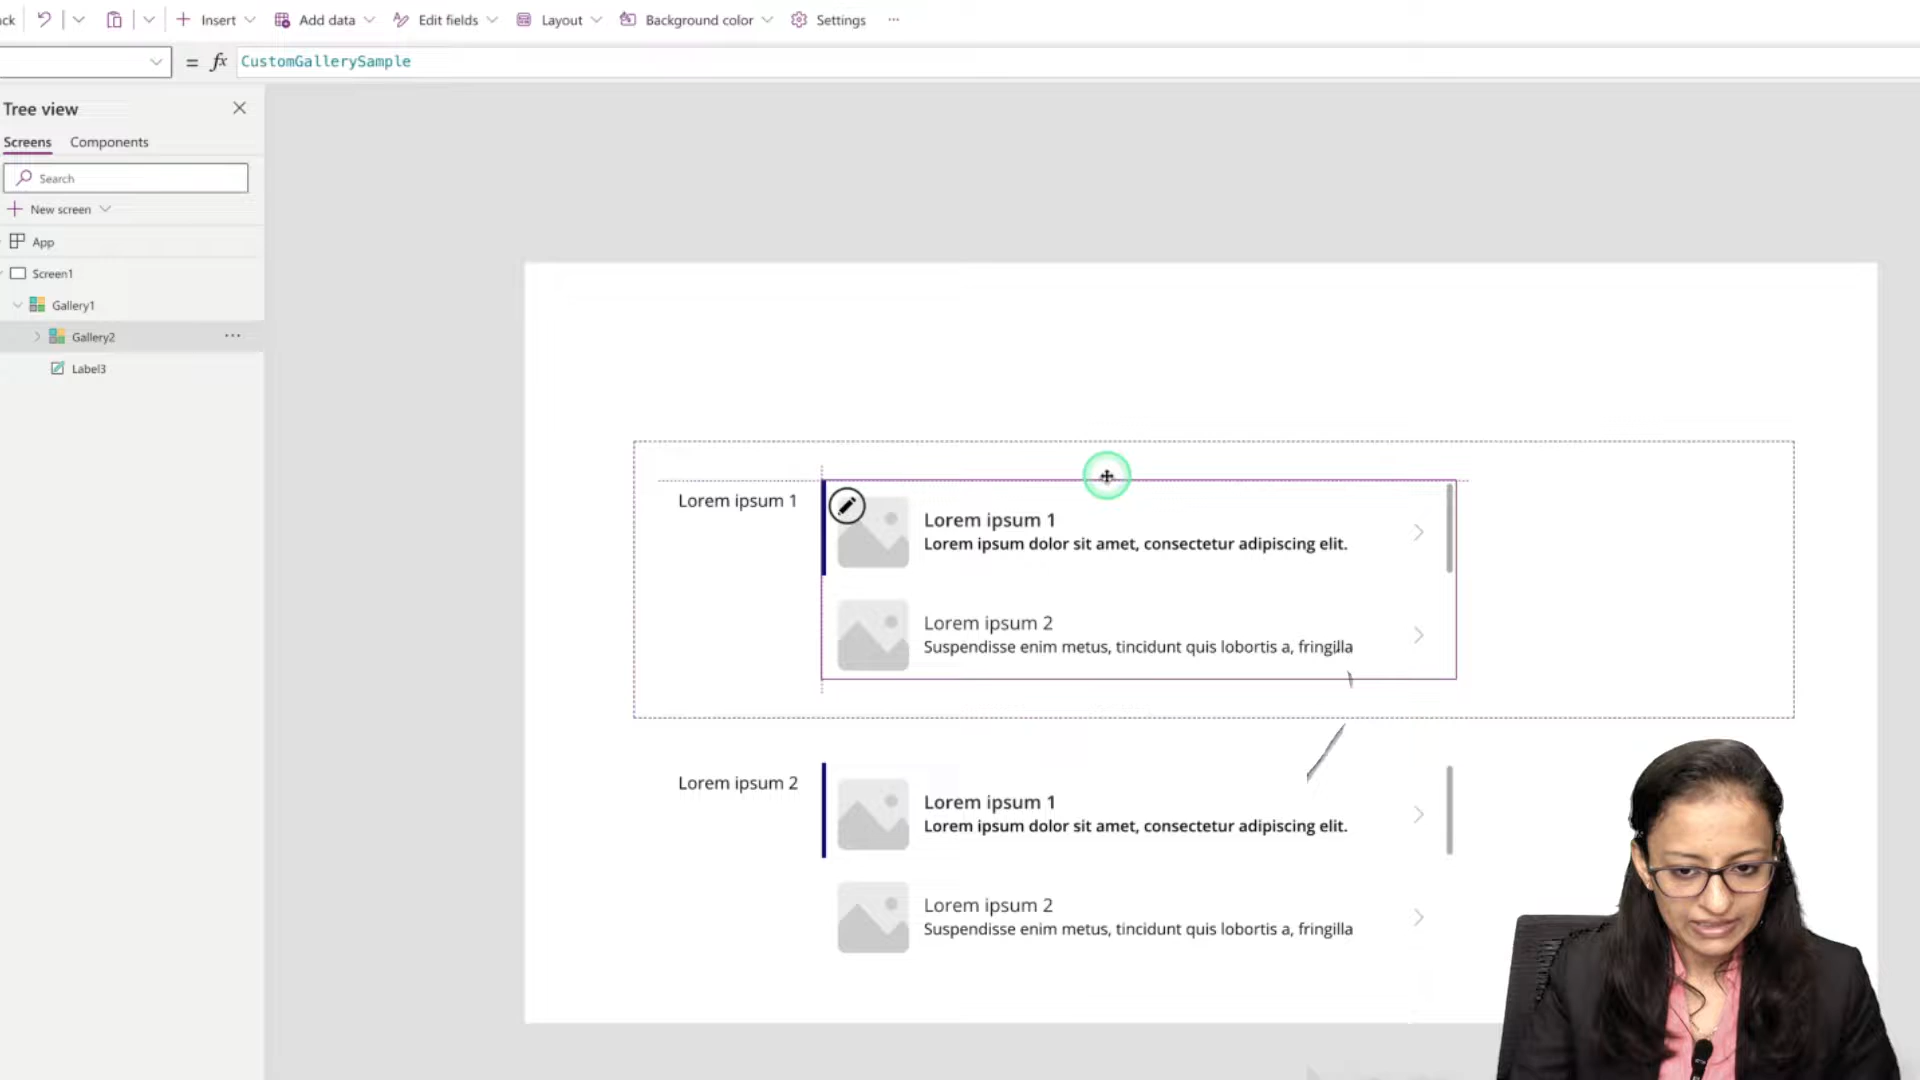 ck
Insert
Add data
Edit fields
Layout
Background color
Settings
...
= fx CustomGallerySample
Tree view
Screens
Components
Search
New screen
App
Screen1
Gallery1
Gallery2
...
Label3
Lorem ipsum 1
Lorem ipsum 1
Lorem ipsum dolor sit amet, consectetur adipiscing elit.
Lorem ipsum 2
Suspendisse enim metus, tincidunt quis lobortis a, fringilla
Lorem ipsum 2
Lorem ipsum 1
Lorem ipsum dolor sit amet, consectetur adipiscing elit.
Lorem ipsum 2
Suspendisse enim metus, tincidunt quis lobortis a, fringilla